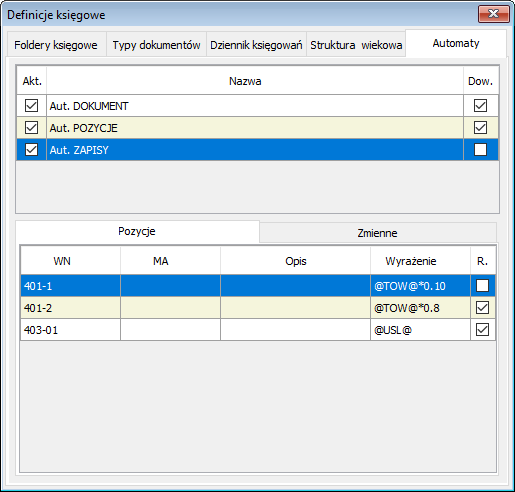 Definicje księgowe
Foldery księgowe Typy dokumentów Dziennik księgowań Struktura wiekowa Automaty
Akt. Nazwa Dow.
Aut. DOKUMENT
Aut. POZYCJE
Aut. ZAPISY
Pozycje Zmienne
WN MA Opis Wyrażenie R.
401-1 @TOW@*0.10
401-2 @TOW@*0.8
403-01 @USL@